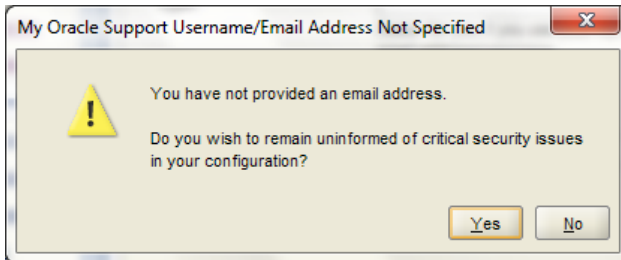 My Oracle Support Username/Email Address Not Specified
You have not provided an email address.
Do you wish to remain uninformed of critical security issues
in your configuration?
Yes No